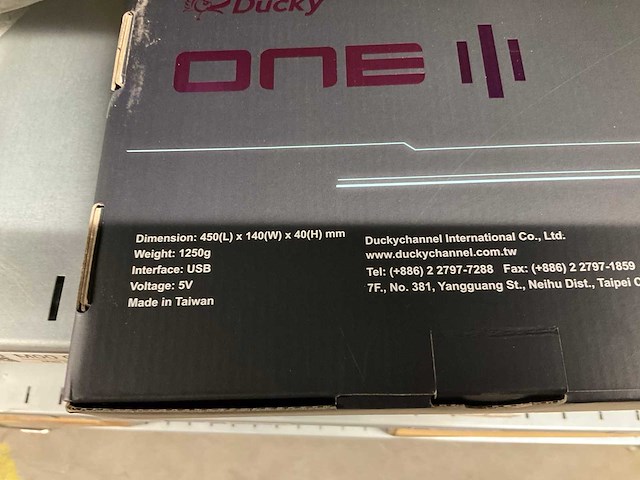 Ducky
ONE
Dimension: 450(L) x 140(W) x 40(H) mm
Weight: 1250g
Interface: USB
Voltage: 5V
Made in Taiwan
Duckychannel International Co., Ltd.
www.duckychannel.com.tw
Tel: (+886) 2 2797-7288 Fax: (+886) 2 2797-1859
7F., No. 381, Yangguang St., Neihu Dist., Taipei